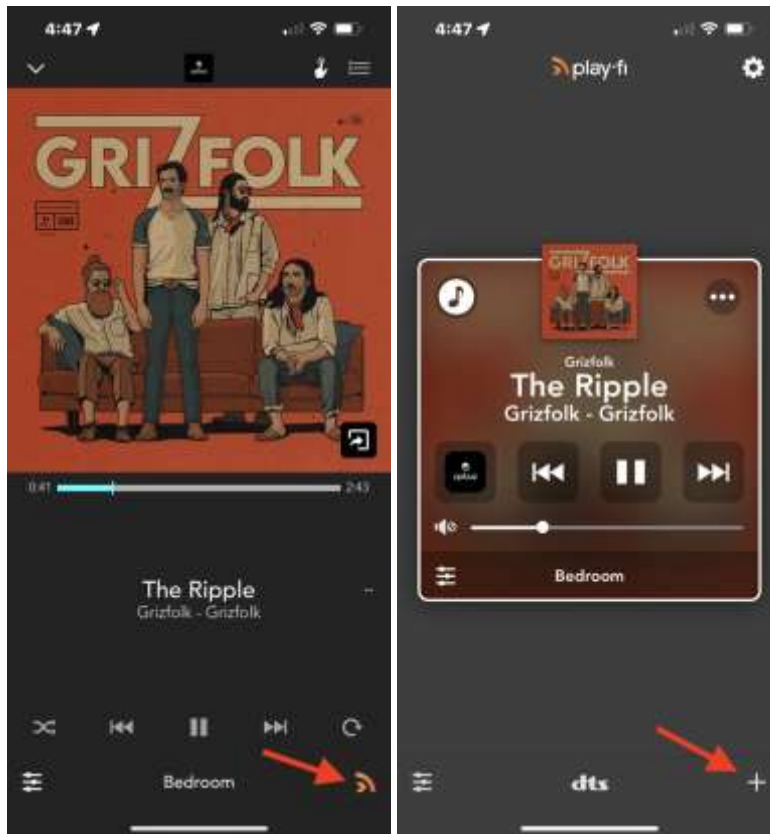 4:47
GRIZFOLK
0:41
2:43
The Ripple
Grizfolk - Grizfolk
Bedroom
4:47
play-fi
GRIZFOLK
Grizfolk
The Ripple
Grizfolk - Grizfolk
Bedroom
dts